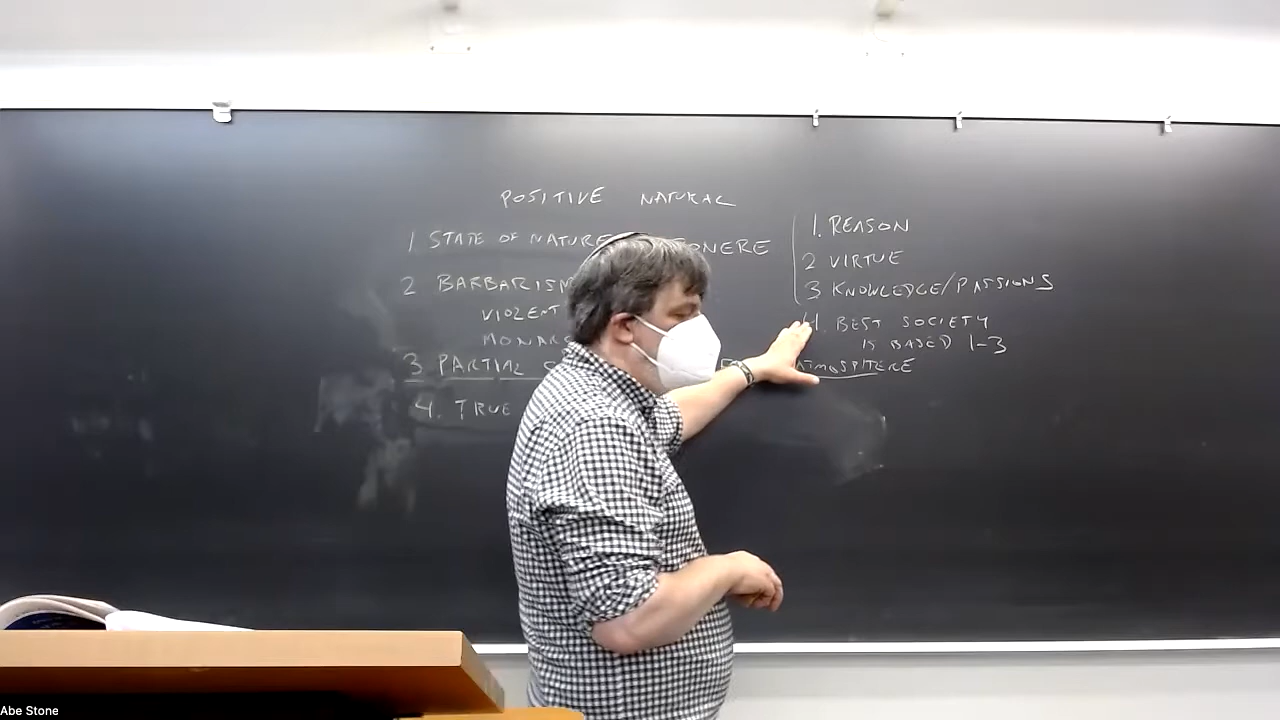 POSITIVE NATURAL
1 STATE OF NATURE
2 BARBARISM
VIOLENT
3 PARTIAL
ATMOSPHERE
4. TRUE
1. REASON
2 VIRTUE
3 KNOWLEDGE/PASSIONS
4. BEST SOCIETY
IS BASED 1-3
Abe Stone